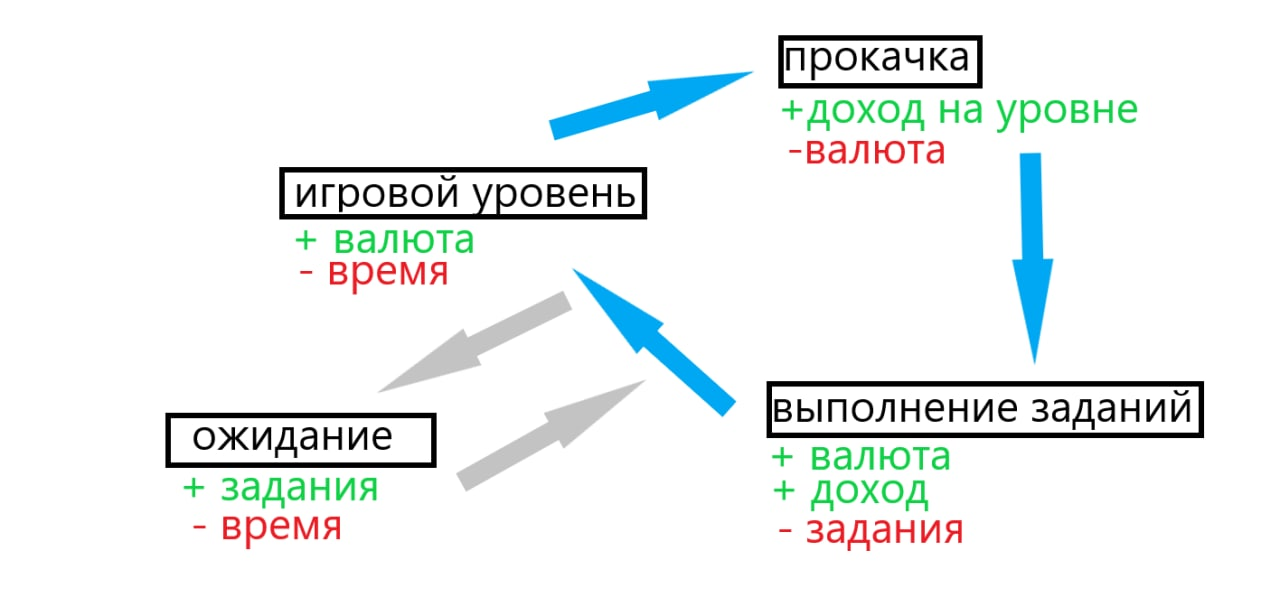 прокачка
+доход на уровне
-валюта
игровой уровень
+ валюта
- время
выполнение заданий
+ валюта
+ доход
- задания
ожидание
+ задания
- время